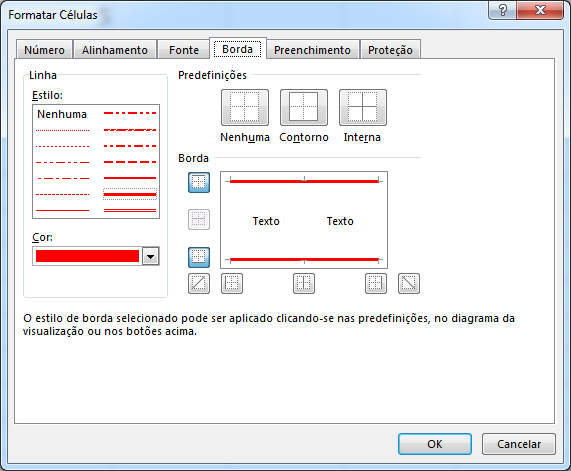 Formatar Células
Número Alinhamento Fonte Borda Preenchimento Proteção
Linha
Estilo:
Nenhuma
Cor:
Predefinições
Nenhuma Contorno Interna
Borda
Texto Texto
O estilo de borda selecionado pode ser aplicado clicando-se nas predefinições, no diagrama da
visualização ou nos botões acima.
OK Cancelar